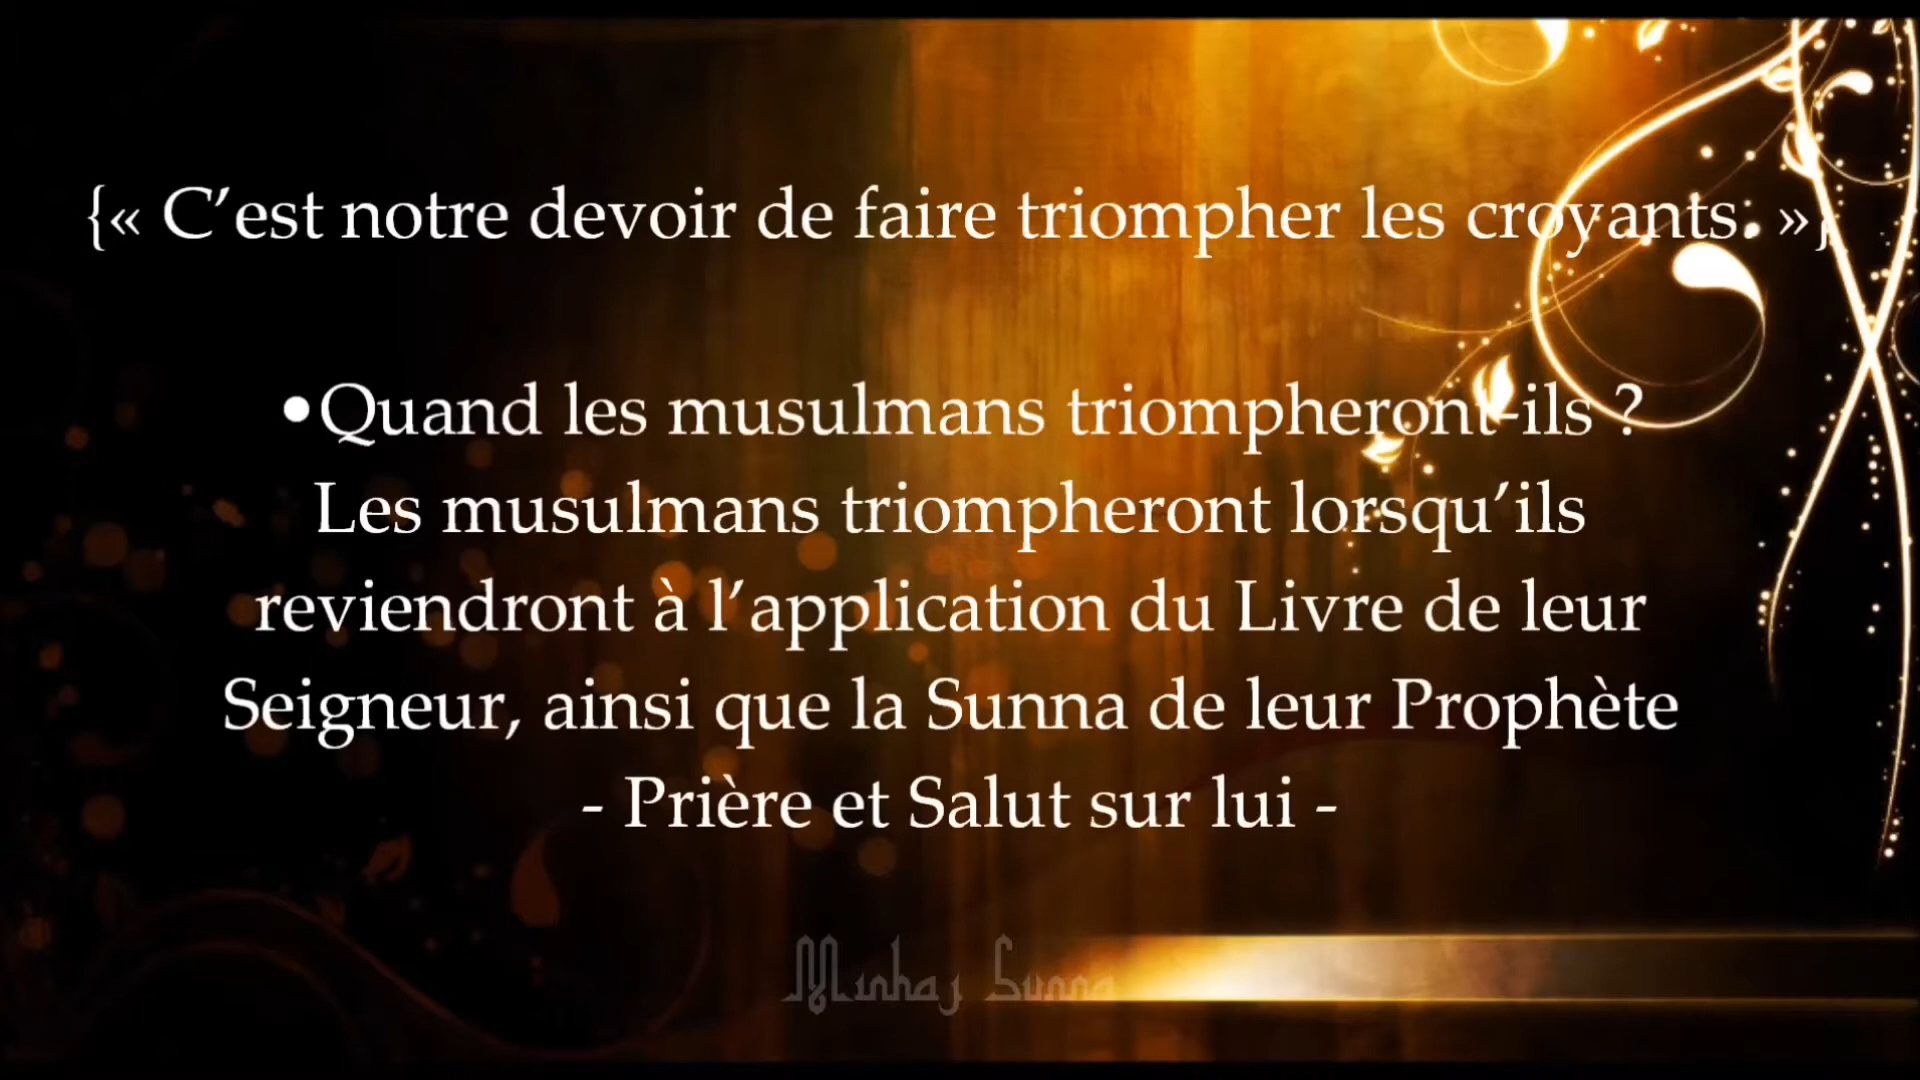 {« C’est notre devoir de faire triompher les croyants. »}
•Quand les musulmans triompheront-ils ?
Les musulmans triompheront lorsqu’ils
reviendront à l’application du Livre de leur
Seigneur, ainsi que la Sunna de leur Prophète
- Prière et Salut sur lui -
Minhaj Sunna